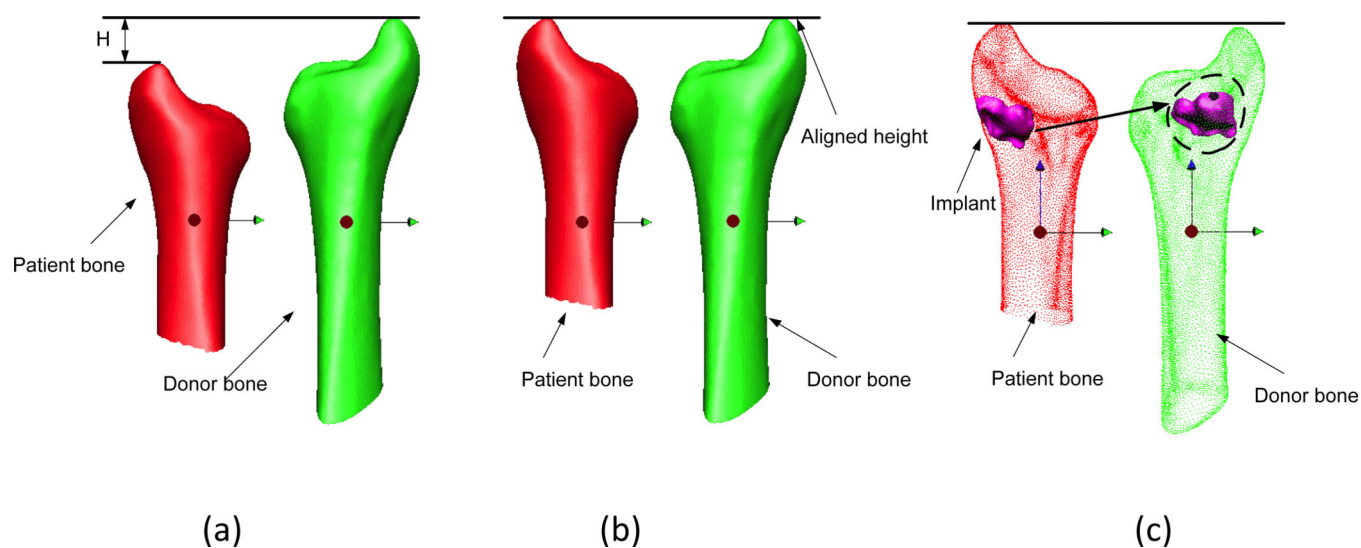 H
Patient bone
Donor bone
(a)
Aligned height
Patient bone
Donor bone
(b)
Implant
Patient bone
Donor bone
(c)